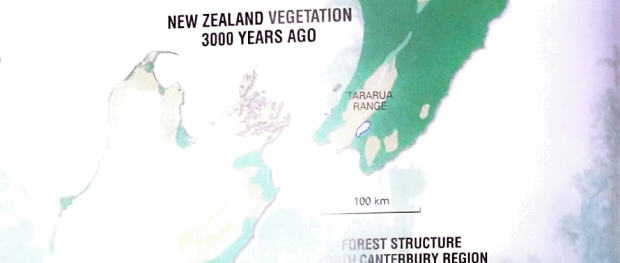 NEW ZEALAND VEGETATION
3000 YEARS AGO
TARARUA
RANGE
100 km
FOREST STRUCTURE
CANTERBURY REGION